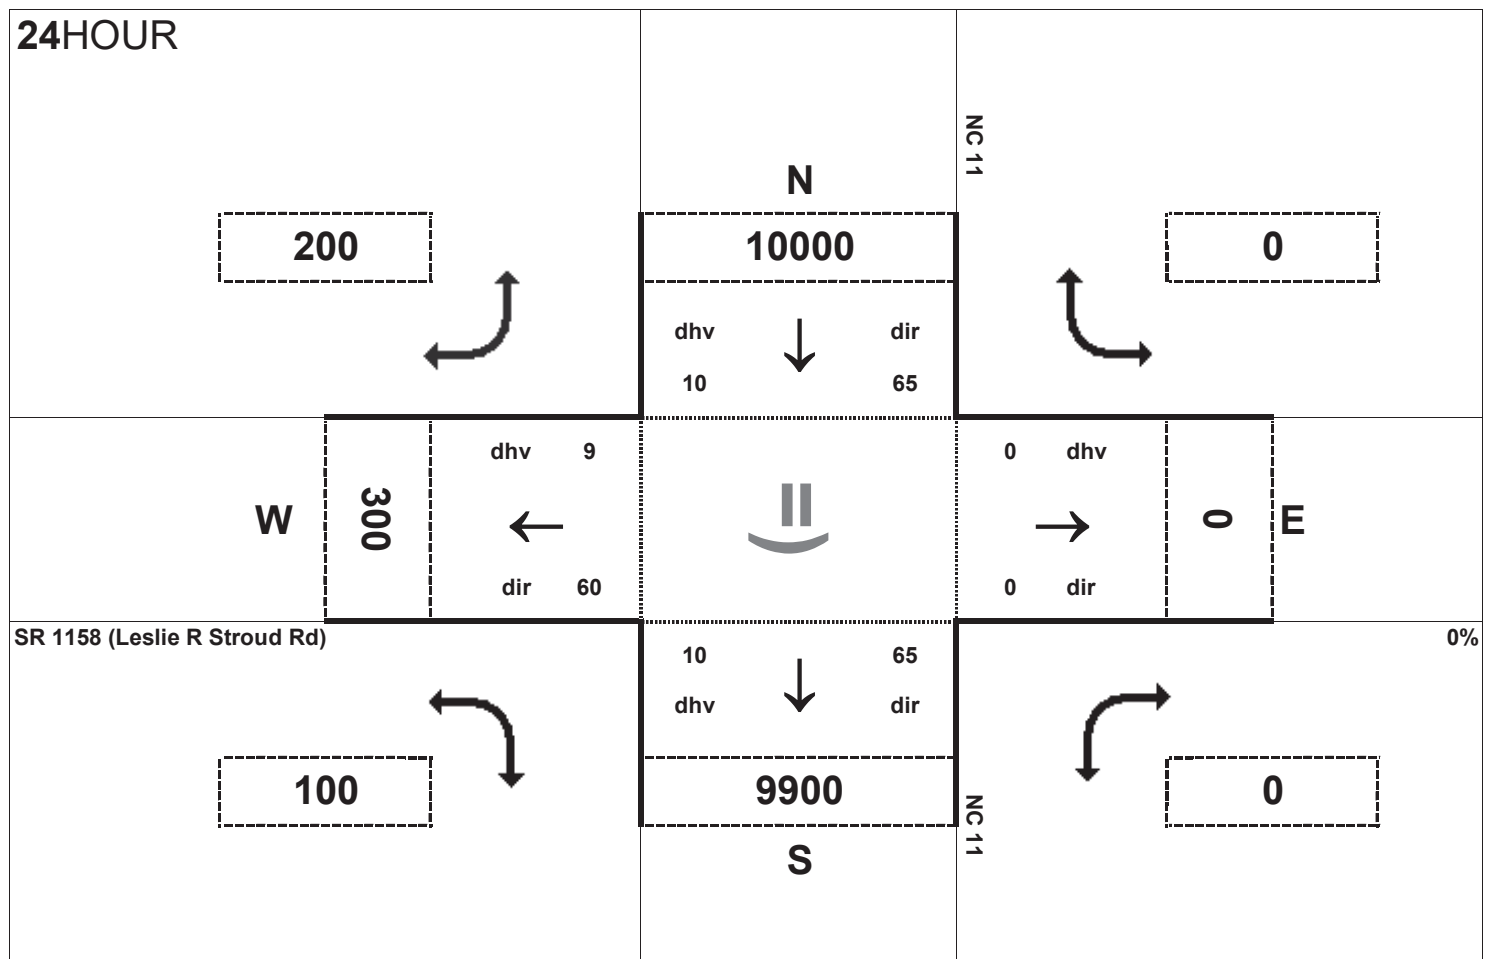 24HOUR
NC 11
N
200
10000
0
dhv dir
10 65
dhv 9
0 dhv
W
300
0
E
dir 60
0 dir
SR 1158 (Leslie R Stroud Rd)
0%
10 65
dhv dir
100
9900
0
NC 11
S